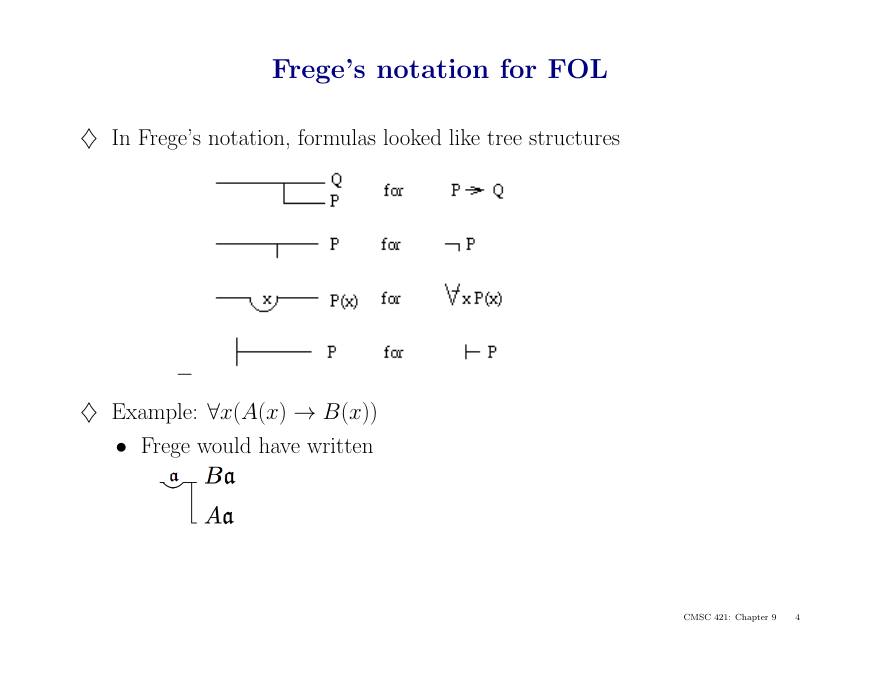 Frege's notation for FOL
♢ In Frege's notation, formulas looked like tree structures
Q
P for P → Q
P for ¬P
x P(x) for ∀x P(x)
P for ⊢ P
♢ Example: ∀x(A(x) → B(x))
• Frege would have written
𝔞 B𝔞
A𝔞
CMSC 421: Chapter 9 4